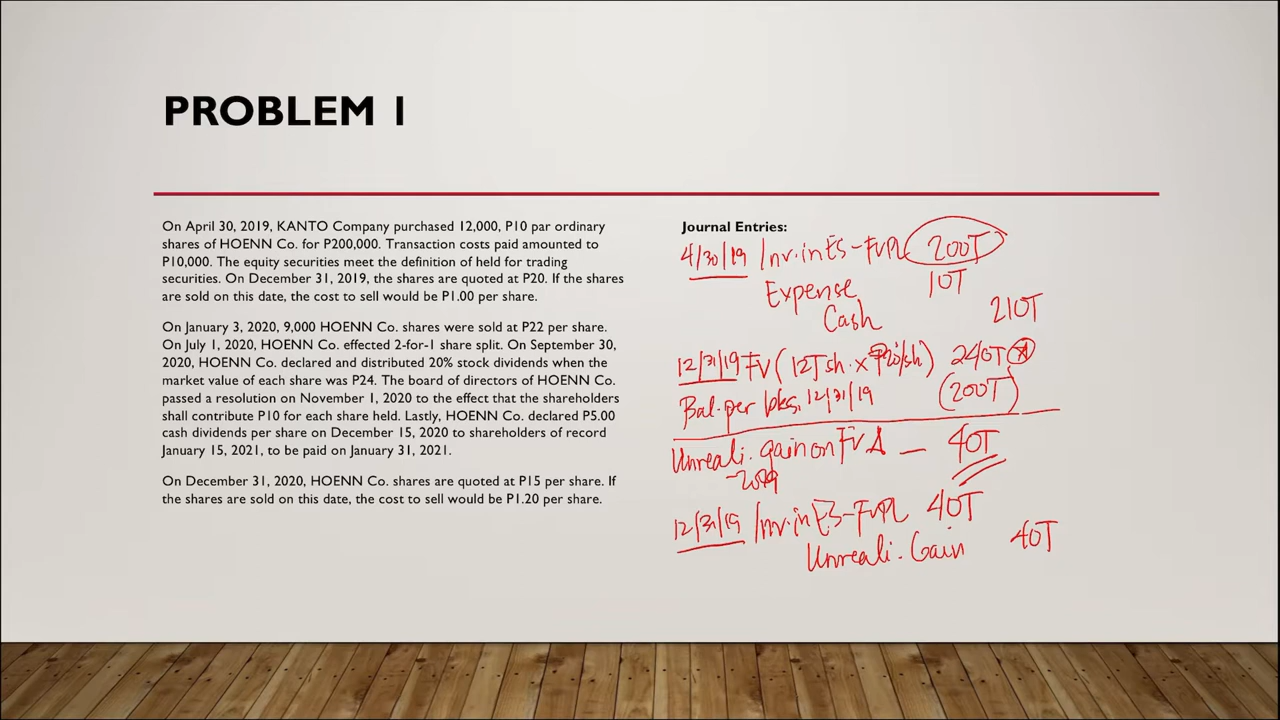 PROBLEM 1
On April 30, 2019, KANTO Company purchased 12,000, P10 par ordinary
shares of HOENN Co. for P200,000. Transaction costs paid amounted to
P10,000. The equity securities meet the definition of held for trading
securities. On December 31, 2019, the shares are quoted at P20. If the shares
are sold on this date, the cost to sell would be P1.00 per share.
On January 3, 2020, 9,000 HOENN Co. shares were sold at P22 per share.
On July 1, 2020, HOENN Co. effected 2-for-1 share split. On September 30,
2020, HOENN Co. declared and distributed 20% stock dividends when the
market value of each share was P24. The board of directors of HOENN Co.
passed a resolution on November 1, 2020 to the effect that the shareholders
shall contribute P10 for each share held. Lastly, HOENN Co. declared P5.00
cash dividends per share on December 15, 2020 to shareholders of record
January 15, 2021, to be paid on January 31, 2021.
On December 31, 2020, HOENN Co. shares are quoted at P15 per share. If
the shares are sold on this date, the cost to sell would be P1.20 per share.
Journal Entries:
4/30/19 Inv. in ES - FVPL 200T
Expense 10T
Cash 210T
12/31/19 FV (12T sh. x P20/sh) 240T
Bal. per bks, 12/31/19 (200T)
Unreali. gain on FV Δ - 40T
-2019
12/31/19 Inv. in ES - FVPL 40T
Unreali. Gain 40T